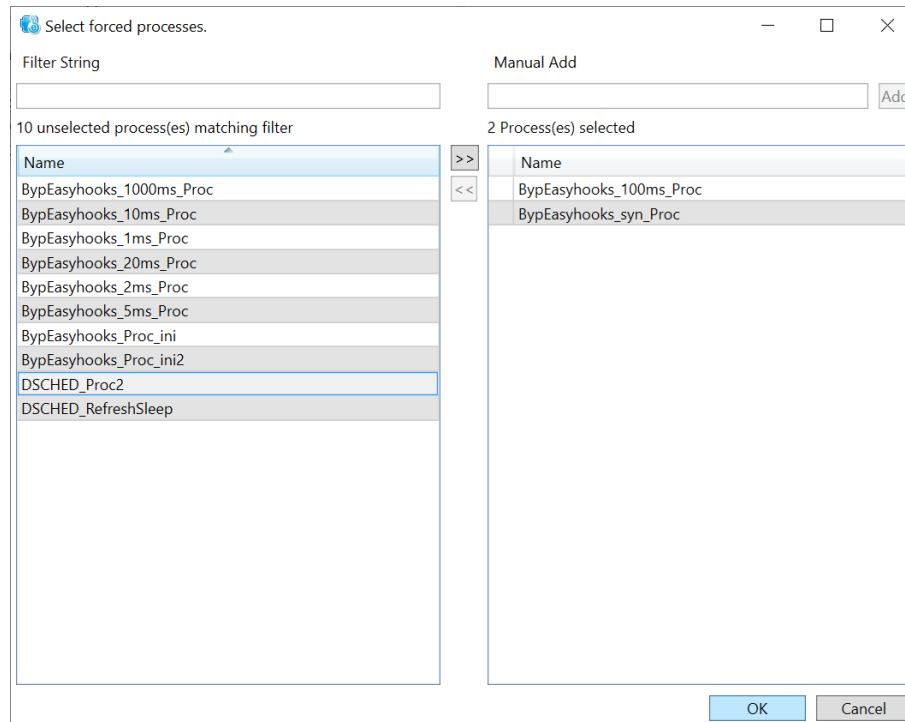 Select forced processes.
Filter String
Manual Add
Add
10 unselected process(es) matching filter
2 Process(es) selected
Name
>>
<<
BypEasyhooks_1000ms_Proc
BypEasyhooks_10ms_Proc
BypEasyhooks_1ms_Proc
BypEasyhooks_20ms_Proc
BypEasyhooks_2ms_Proc
BypEasyhooks_5ms_Proc
BypEasyhooks_Proc_ini
BypEasyhooks_Proc_ini2
DSCHED_Proc2
DSCHED_RefreshSleep
Name
BypEasyhooks_100ms_Proc
BypEasyhooks_syn_Proc
OK
Cancel